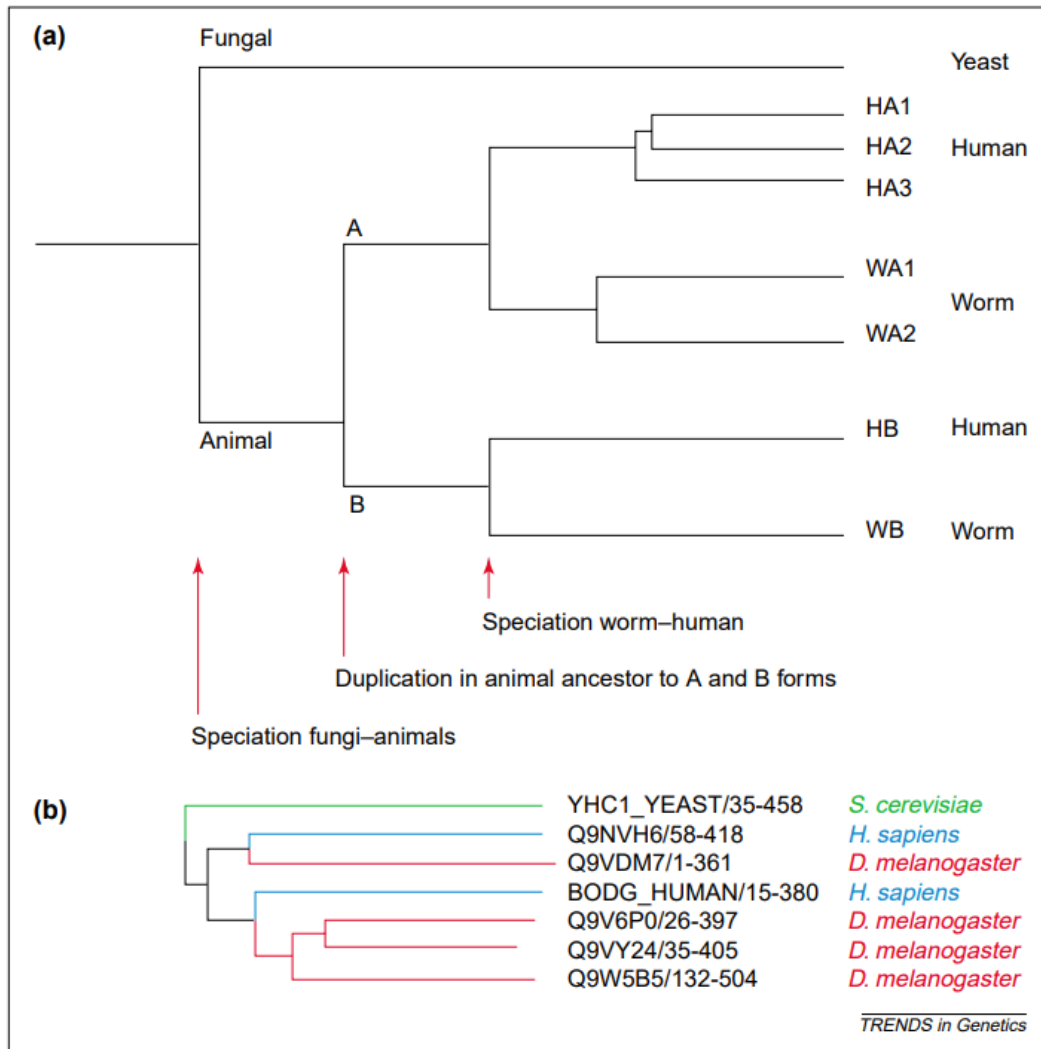 (a)
Fungal
Yeast
HA1
HA2 Human
HA3
A
WA1
Worm
WA2
Animal
HB Human
B
WB Worm
Speciation worm–human
Duplication in animal ancestor to A and B forms
Speciation fungi–animals
(b)
YHC1_YEAST/35-458 S. cerevisiae
Q9NVH6/58-418 H. sapiens
Q9VDM7/1-361 D. melanogaster
BODG_HUMAN/15-380 H. sapiens
Q9V6P0/26-397 D. melanogaster
Q9VY24/35-405 D. melanogaster
Q9W5B5/132-504 D. melanogaster
TRENDS in Genetics